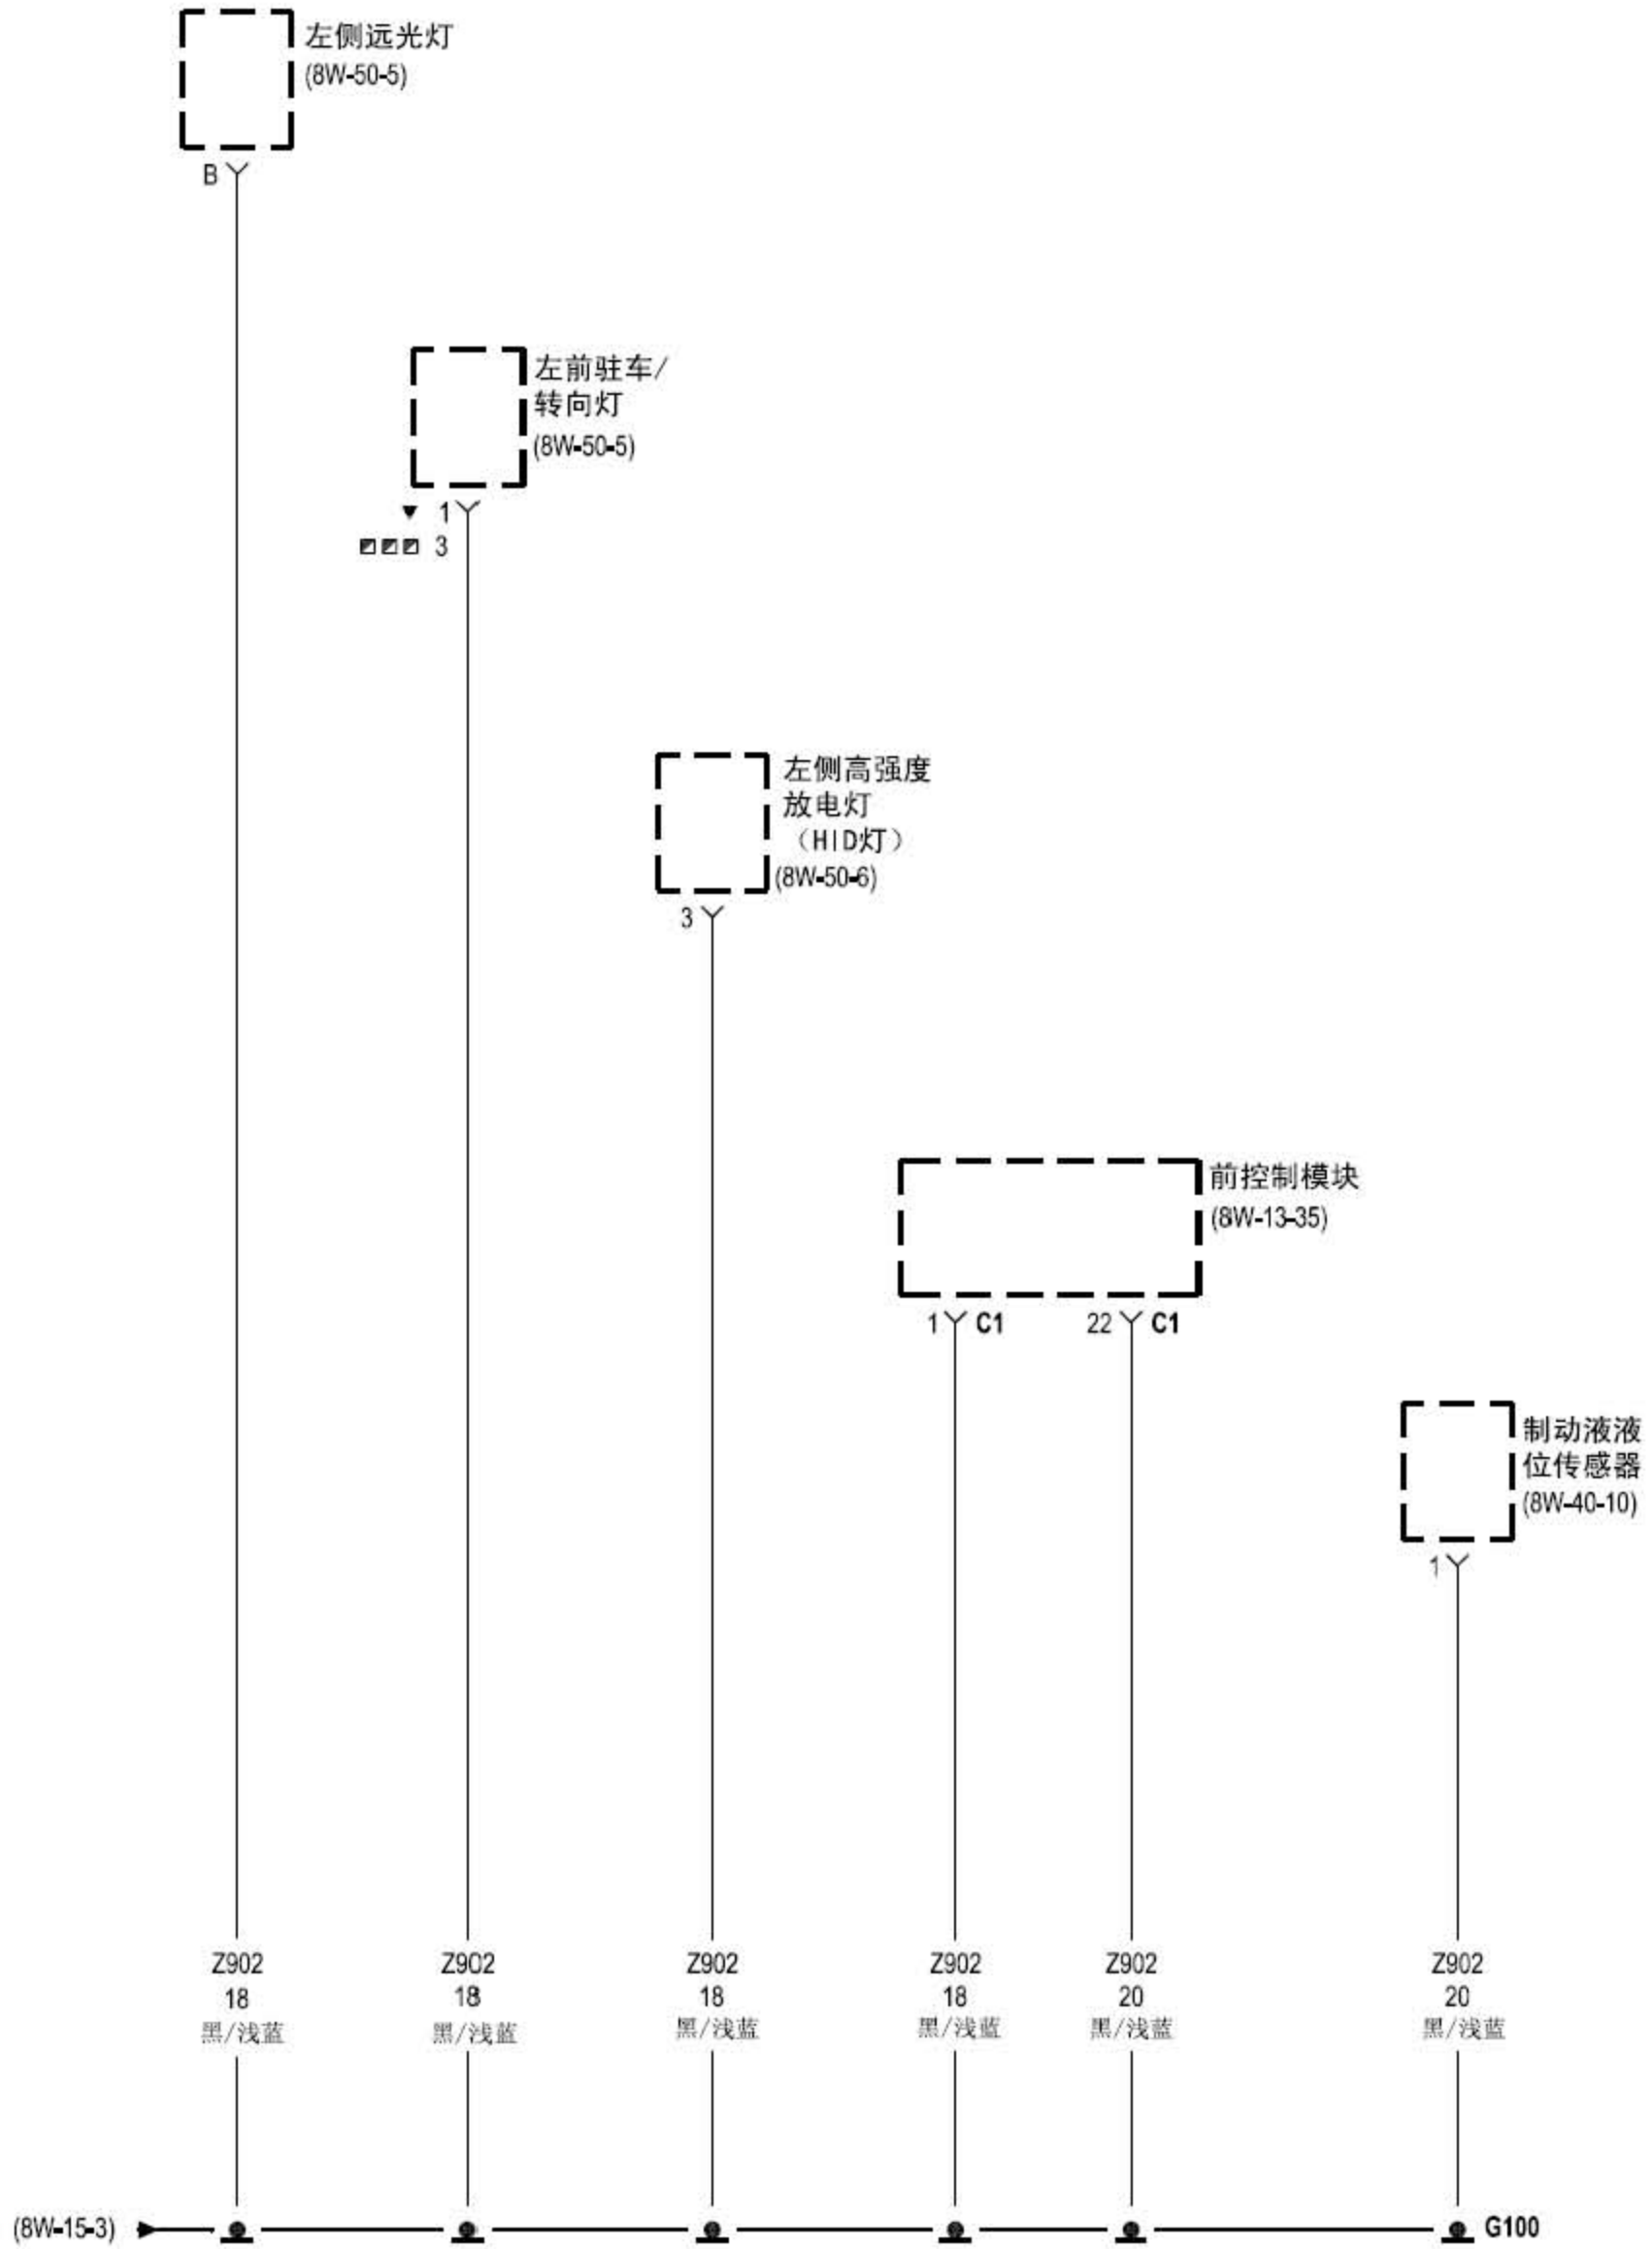 左侧远光灯
(8W-50-5)
B
左前驻车/
转向灯
(8W-50-5)
1
3
左侧高强度
放电灯
（HID灯）
(8W-50-6)
3
前控制模块
(8W-13-35)
1 C1
22 C1
制动液液
位传感器
(8W-40-10)
1
Z902 Z902 Z902 Z902 Z902 Z902
18 18 18 18 20 20
黑/浅蓝 黑/浅蓝 黑/浅蓝 黑/浅蓝 黑/浅蓝 黑/浅蓝
(8W-15-3) G100